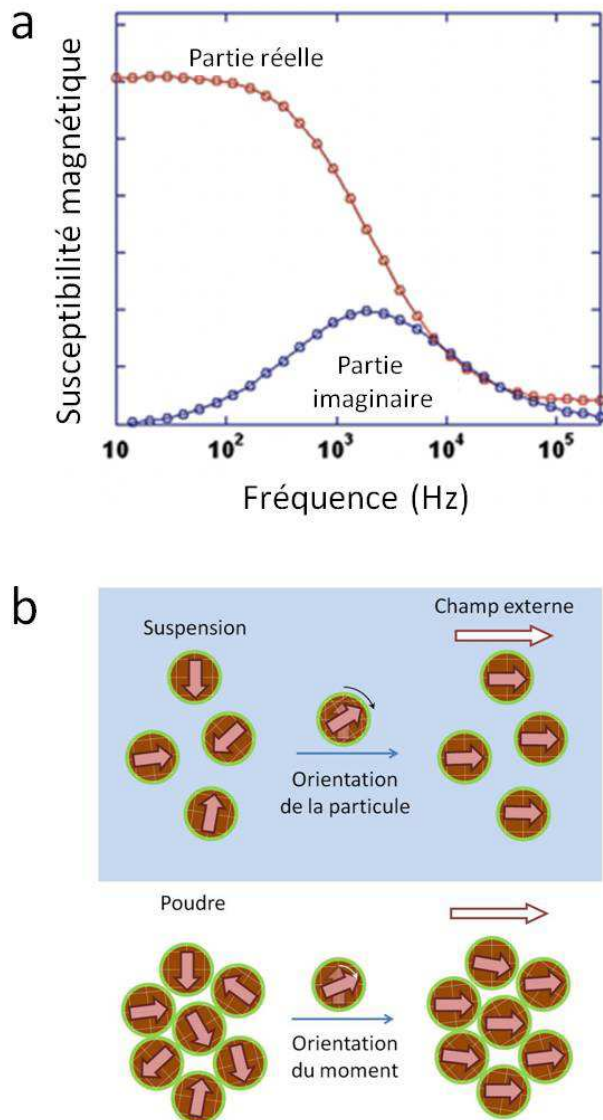 a
Susceptibilité magnétique
Partie réelle
Partie
imaginaire
10 10² 10³ 10⁴ 10⁵
Fréquence (Hz)
b
Suspension
Champ externe
Orientation
de la particule
Poudre
Orientation
du moment